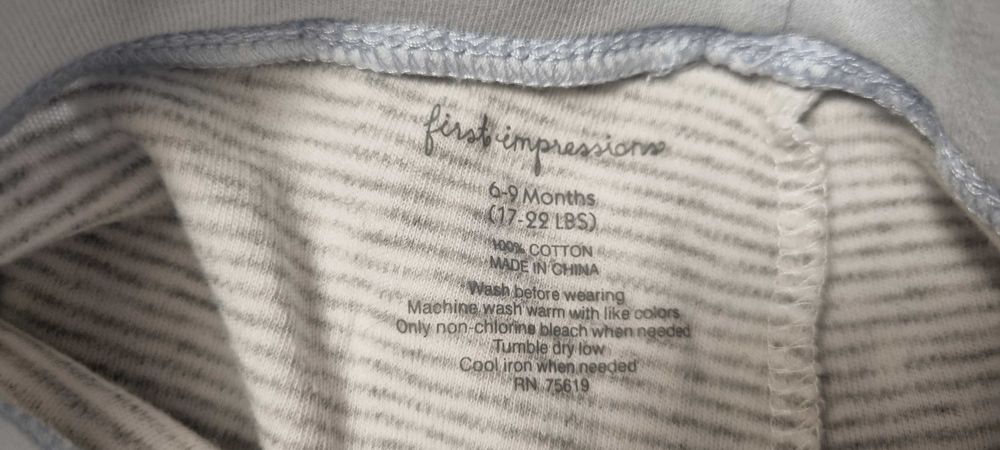 first impressions
6-9 Months
(17-22 LBS)
100% COTTON
MADE IN CHINA
Wash before wearing
Machine wash warm with like colors
Only non-chlorine bleach when needed
Tumble dry low
Cool iron when needed
RN 75619